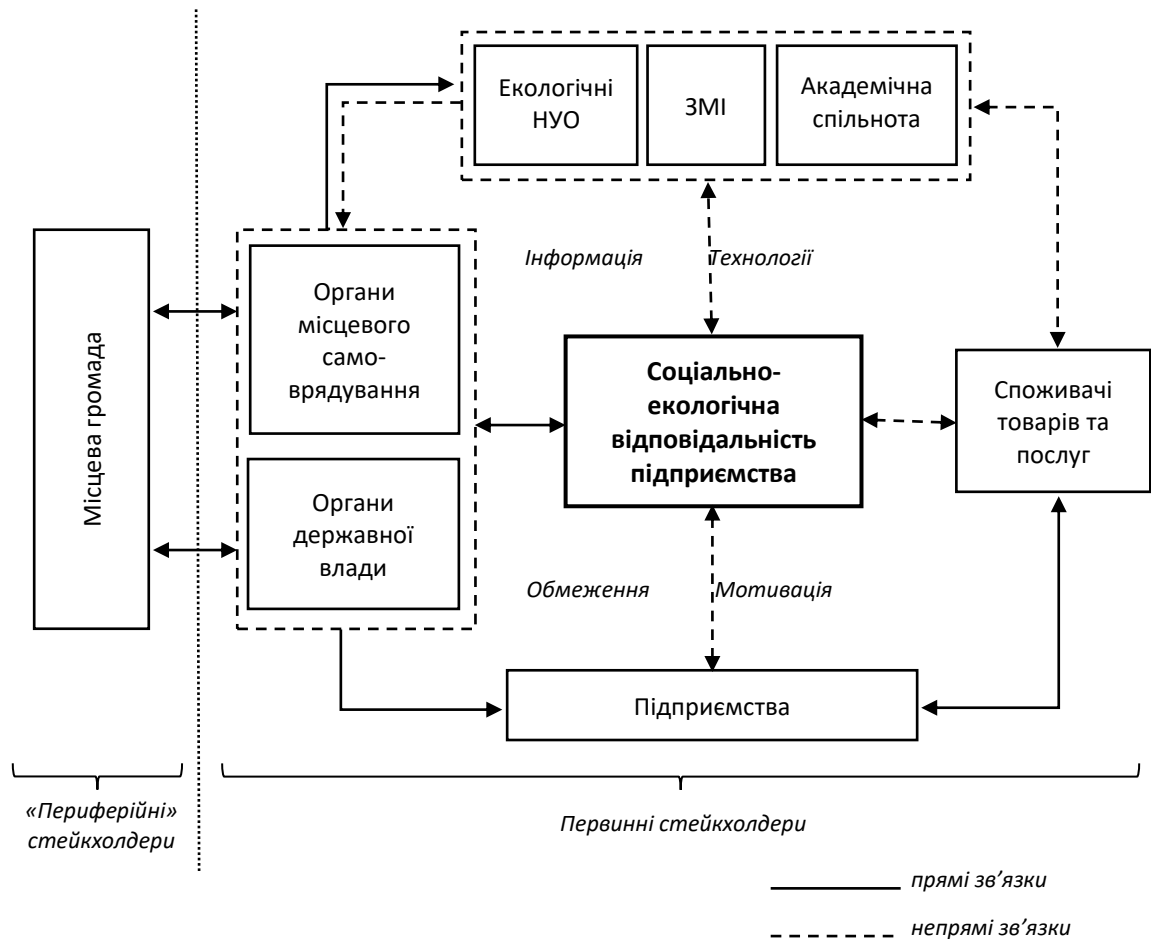 Екологічні
НУО
ЗМІ
Академічна
спільнота
Інформація
Технології
Місцева громада
Органи
місцевого
само-
врядування
Соціально-
екологічна
відповідальність
підприємства
Споживачі
товарів та
послуг
Органи
державної
влади
Обмеження
Мотивація
Підприємства
«Периферійні»
стейкхолдери
Первинні стейкхолдери
прямі зв’язки
непрямі зв’язки